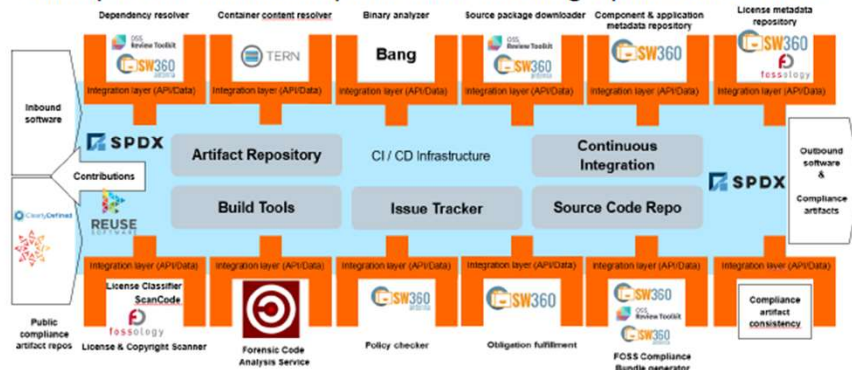 Dependency resolver
Container content resolver
Binary analyzer
Source package downloader
Component & application
metadata repository
License metadata
repository
OSS
Review Toolkit
SW360
TERN
Bang
OSS
Review Toolkit
SW360
SW360
SW360
fossology
Integration layer (API/Data)
Integration layer (API/Data)
Integration layer (API/Data)
Integration layer (API/Data)
Integration layer (API/Data)
Integration layer (API/Data)
Inbound
software
SPDX
Contributions
ClearlyDefined
REUSE
SOFTWARE
Public
compliance
artifact repos
Artifact Repository
CI / CD Infrastructure
Continuous
Integration
Build Tools
Issue Tracker
Source Code Repo
SPDX
Outbound
software
&
Compliance
artifacts
Integration layer (API/Data)
Integration layer (API/Data)
Integration layer (API/Data)
Integration layer (API/Data)
Integration layer (API/Data)
Integration layer (API/Data)
License Classifier
ScanCode
fossology
License & Copyright Scanner
Forensic Code
Analysis Service
SW360
Policy checker
SW360
Obligation fulfillment
SW360
OSS
Review Toolkit
SW360
FOSS Compliance
Bundle generator
Compliance
artifact
consistency